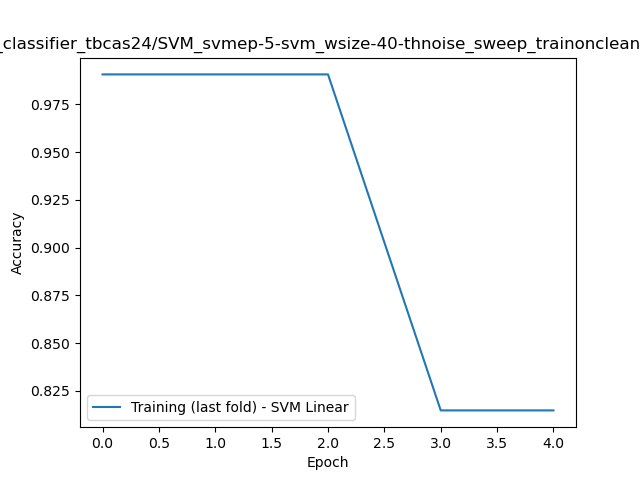 _classifier_tbcas24/SVM_svmep-5-svm_wsize-40-thnoise_sweep_trainonclean
0.975
0.950
0.925
0.900
0.875
0.850
0.825
Accuracy
Training (last fold) - SVM Linear
0.0 0.5 1.0 1.5 2.0 2.5 3.0 3.5 4.0
Epoch